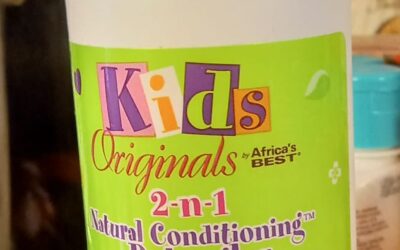 Kids
Originals by Africa's BEST®
2-n-1
Natural Conditioning™